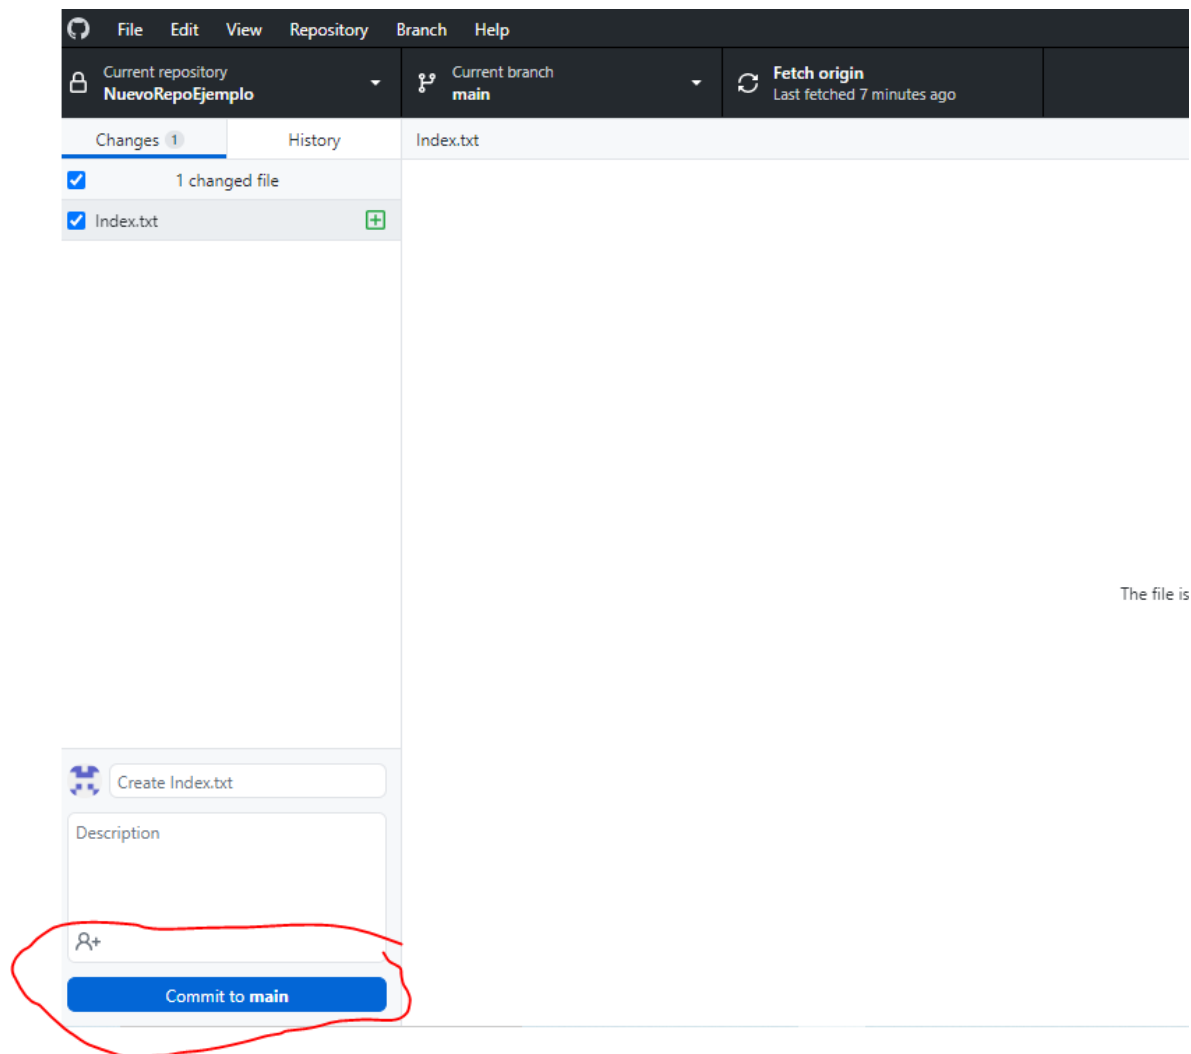 File Edit View Repository Branch Help
Current repository
NuevoRepoEjemplo
Current branch
main
Fetch origin
Last fetched 7 minutes ago
Changes 1 History Index.txt
1 changed file
Index.txt
The file is
Create Index.txt
Description
Commit to main